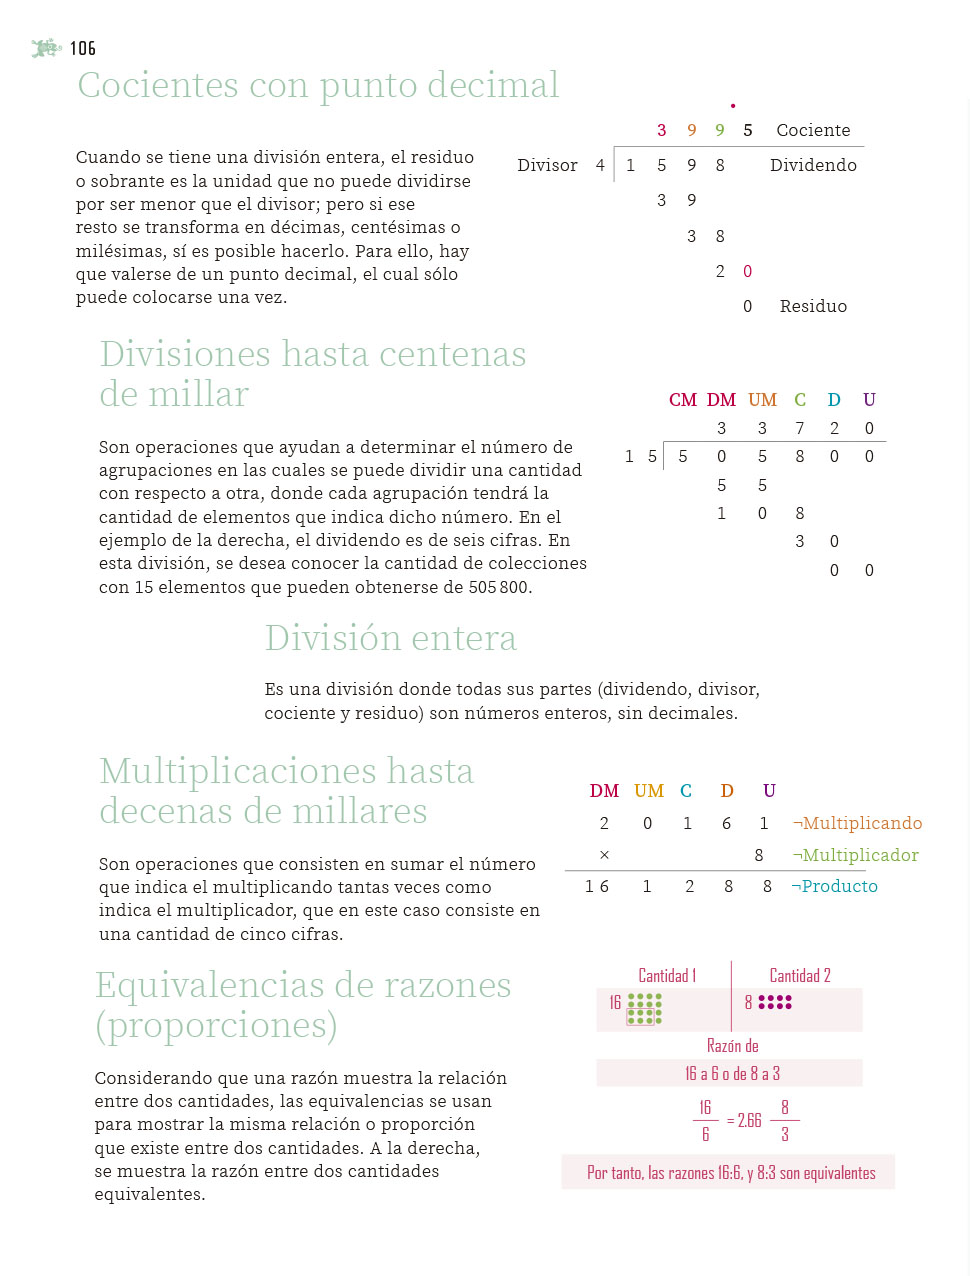 106
Cocientes con punto decimal
Cuando se tiene una división entera, el residuo
o sobrante es la unidad que no puede dividirse
por ser menor que el divisor; pero si ese
resto se transforma en décimas, centésimas o
milésimas, sí es posible hacerlo. Para ello, hay
que valerse de un punto decimal, el cual sólo
puede colocarse una vez.
3 9 9 . 5 Cociente
Divisor 4 1 5 9 8 Dividendo
3 9
3 8
2 0
0 Residuo
Divisiones hasta centenas
de millar
Son operaciones que ayudan a determinar el número de
agrupaciones en las cuales se puede dividir una cantidad
con respecto a otra, donde cada agrupación tendrá la
cantidad de elementos que indica dicho número. En el
ejemplo de la derecha, el dividendo es de seis cifras. En
esta división, se desea conocer la cantidad de colecciones
con 15 elementos que pueden obtenerse de 505 800.
CM DM UM C D U
3 3 7 2 0
1 5 5 0 5 8 0 0
5 5
1 0 8
3 0
0 0
División entera
Es una división donde todas sus partes (dividendo, divisor,
cociente y residuo) son números enteros, sin decimales.
Multiplicaciones hasta
decenas de millares
Son operaciones que consisten en sumar el número
que indica el multiplicando tantas veces como
indica el multiplicador, que en este caso consiste en
una cantidad de cinco cifras.
DM UM C D U
2 0 1 6 1 ¬Multiplicando
× 8 ¬Multiplicador
1 6 1 2 8 8 ¬Producto
Equivalencias de razones
(proporciones)
Considerando que una razón muestra la relación
entre dos cantidades, las equivalencias se usan
para mostrar la misma relación o proporción
que existe entre dos cantidades. A la derecha,
se muestra la razón entre dos cantidades
equivalentes.
Cantidad 1 Cantidad 2
16 8
Razón de
16 a 6 o de 8 a 3
16 8
= 2.66
6 3
Por tanto, las razones 16:6, y 8:3 son equivalentes